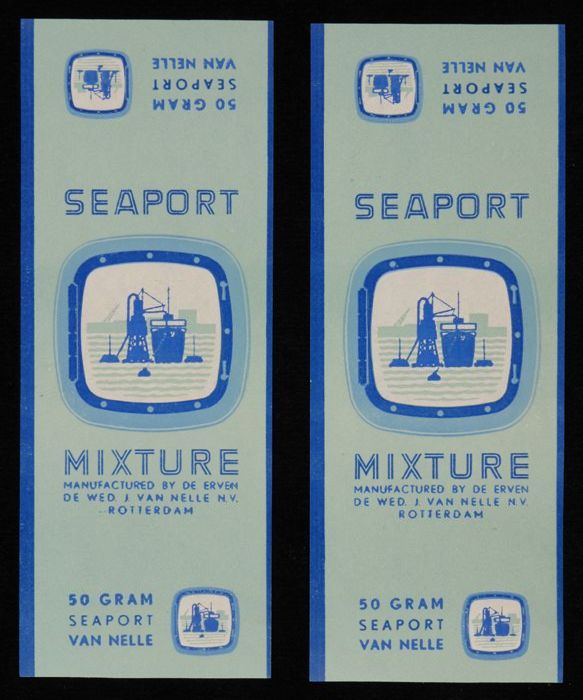 VAN NELLE
SEAPORT
50 GRAM
SEAPORT
MIXTURE
MANUFACTURED BY DE ERVEN
DE WED. J. VAN NELLE N.V.
ROTTERDAM
50 GRAM
SEAPORT
VAN NELLE
VAN NELLE
SEAPORT
50 GRAM
SEAPORT
MIXTURE
MANUFACTURED BY DE ERVEN
DE WED. J. VAN NELLE N.V.
ROTTERDAM
50 GRAM
SEAPORT
VAN NELLE